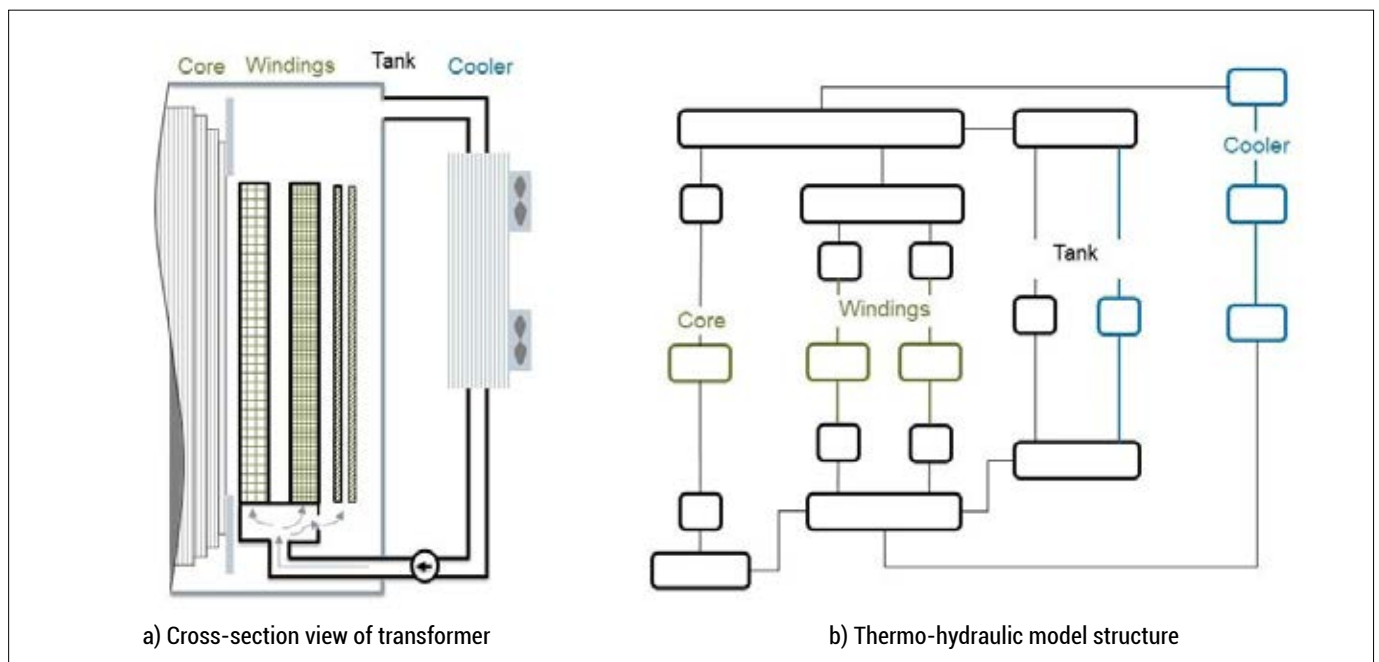 Core Windings Tank Cooler
Cooler
Tank
Windings
Core
a) Cross-section view of transformer
b) Thermo-hydraulic model structure